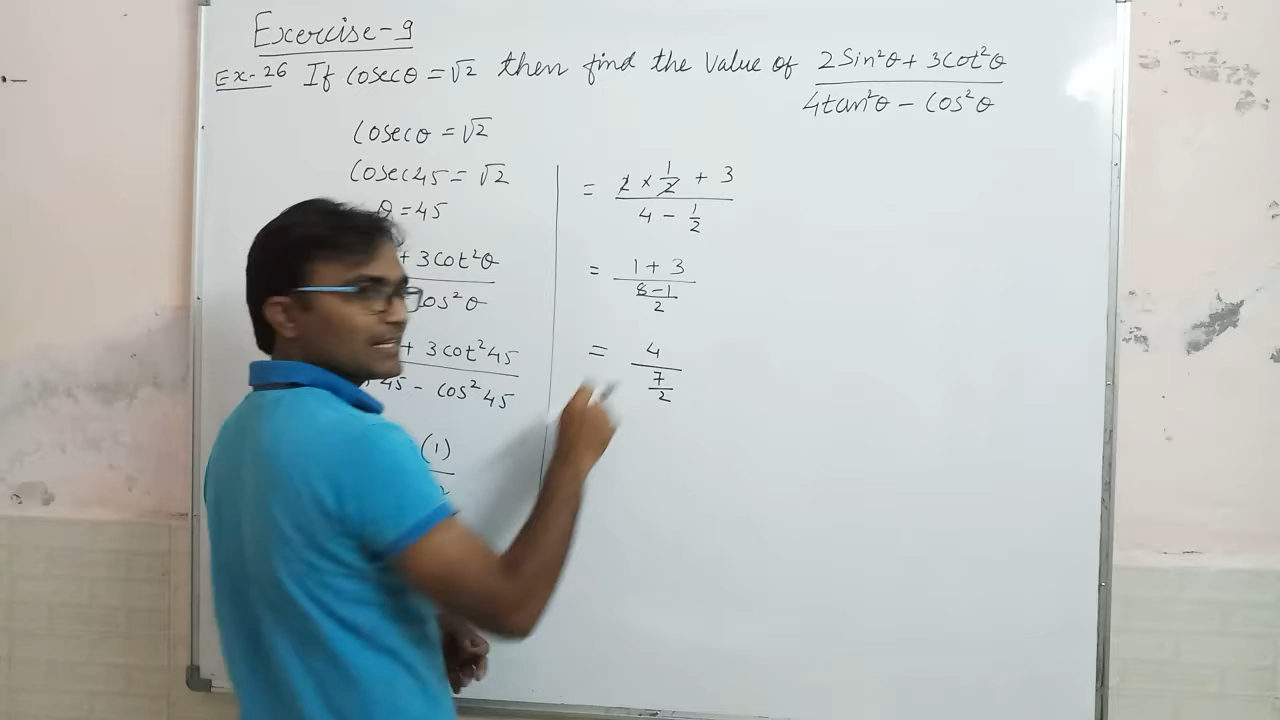 Exercise-9
Ex-26 If Cosecθ = √2 then find the value of (2Sin²θ + 3Cot²θ)/(4tan²θ - Cos²θ)
Cosecθ = √2
Cosec45 = √2
θ = 45
+ 3cot²θ
cos²θ
+ 3cot²45
45 - cos²45
(1)
2
= (2 × 1/2 + 3)/(4 - 1/2)
= (1 + 3)/((8-1)/2)
= 4/(7/2)